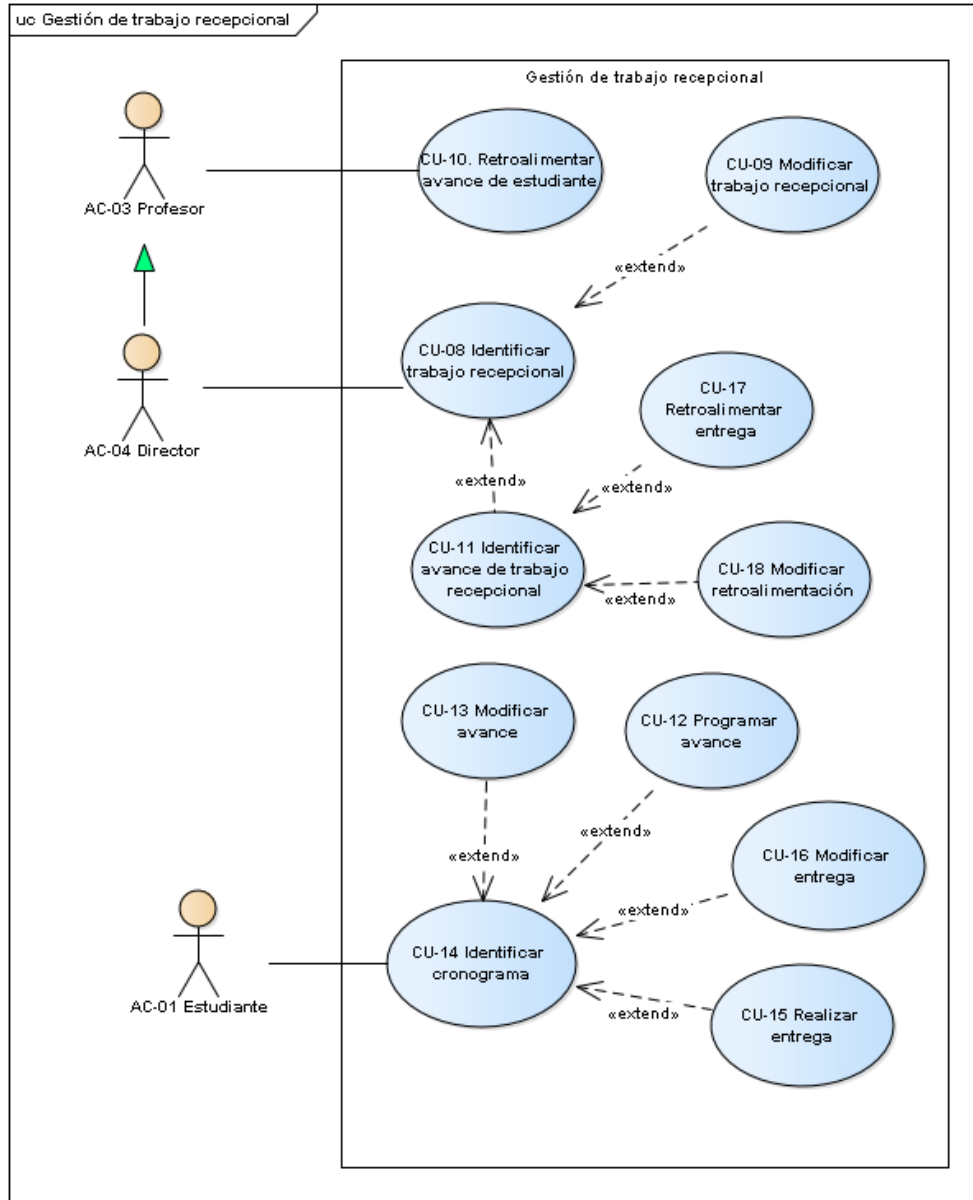 uc Gestión de trabajo recepcional
Gestión de trabajo recepcional
AC-03 Profesor
CU-10. Retroalimentar
avance de estudiante
CU-09 Modificar
trabajo recepcional
«extend»
AC-04 Director
CU-08 Identificar
trabajo recepcional
CU-17
Retroalimentar
entrega
«extend»
«extend»
CU-11 Identificar
avance de trabajo
recepcional
CU-18 Modificar
retroalimentación
«extend»
CU-13 Modificar
avance
CU-12 Programar
avance
«extend»
«extend»
CU-16 Modificar
entrega
«extend»
AC-01 Estudiante
CU-14 Identificar
cronograma
«extend»
CU-15 Realizar
entrega